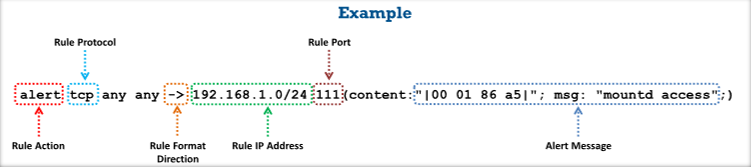 Example
Rule Protocol
Rule Port
alert tcp any any -> 192.168.1.0/24 111(content:"|00 01 86 a5|"; msg: "mountd access";)
Rule Action
Rule Format Direction
Rule IP Address
Alert Message